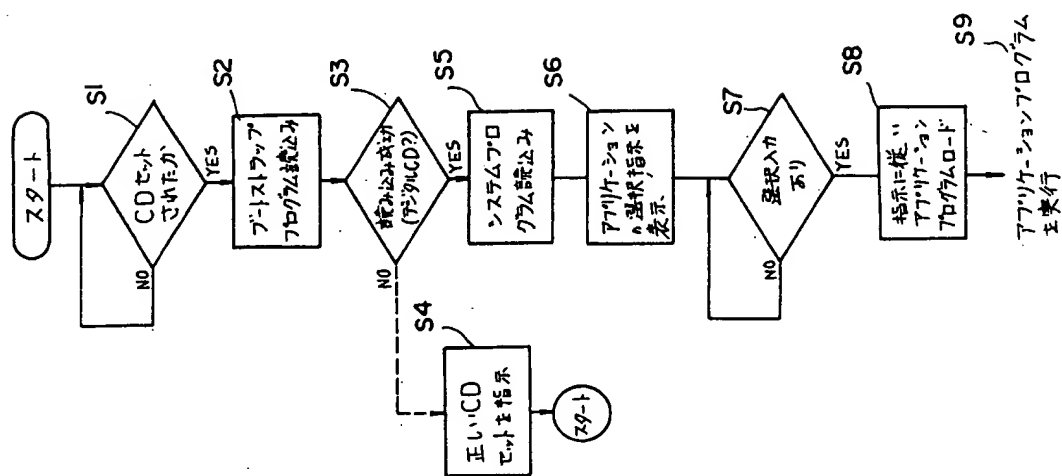 スタート
S1
CDセット
されたか
NO
YES
S2
ブートストラップ
プログラム読込み
S3
読み込み成功
(デジタルCD?)
NO
YES
S4
正しいCD
セットを指示
スタート
S5
システムプロ
グラム読込み
S6
アプリケーション
の選択指示を
表示
S7
選択入力
あり
NO
YES
S8
指示に従い
アプリケーション
プログラムロード
S9
アプリケーションプログラム
を実行